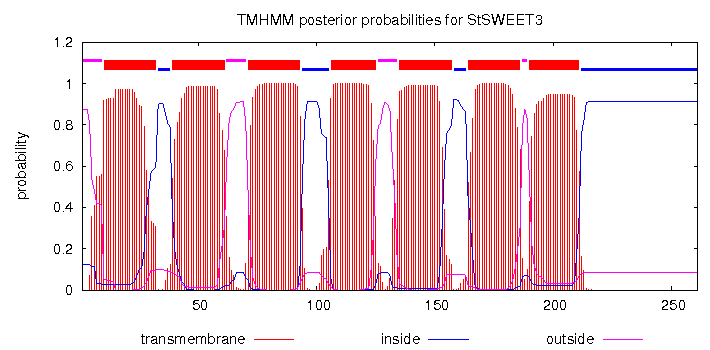 TMHMM posterior probabilities for StSWEET3
1.2
1
0.8
0.6
0.4
0.2
0
probability
50 100 150 200 250
transmembrane inside outside